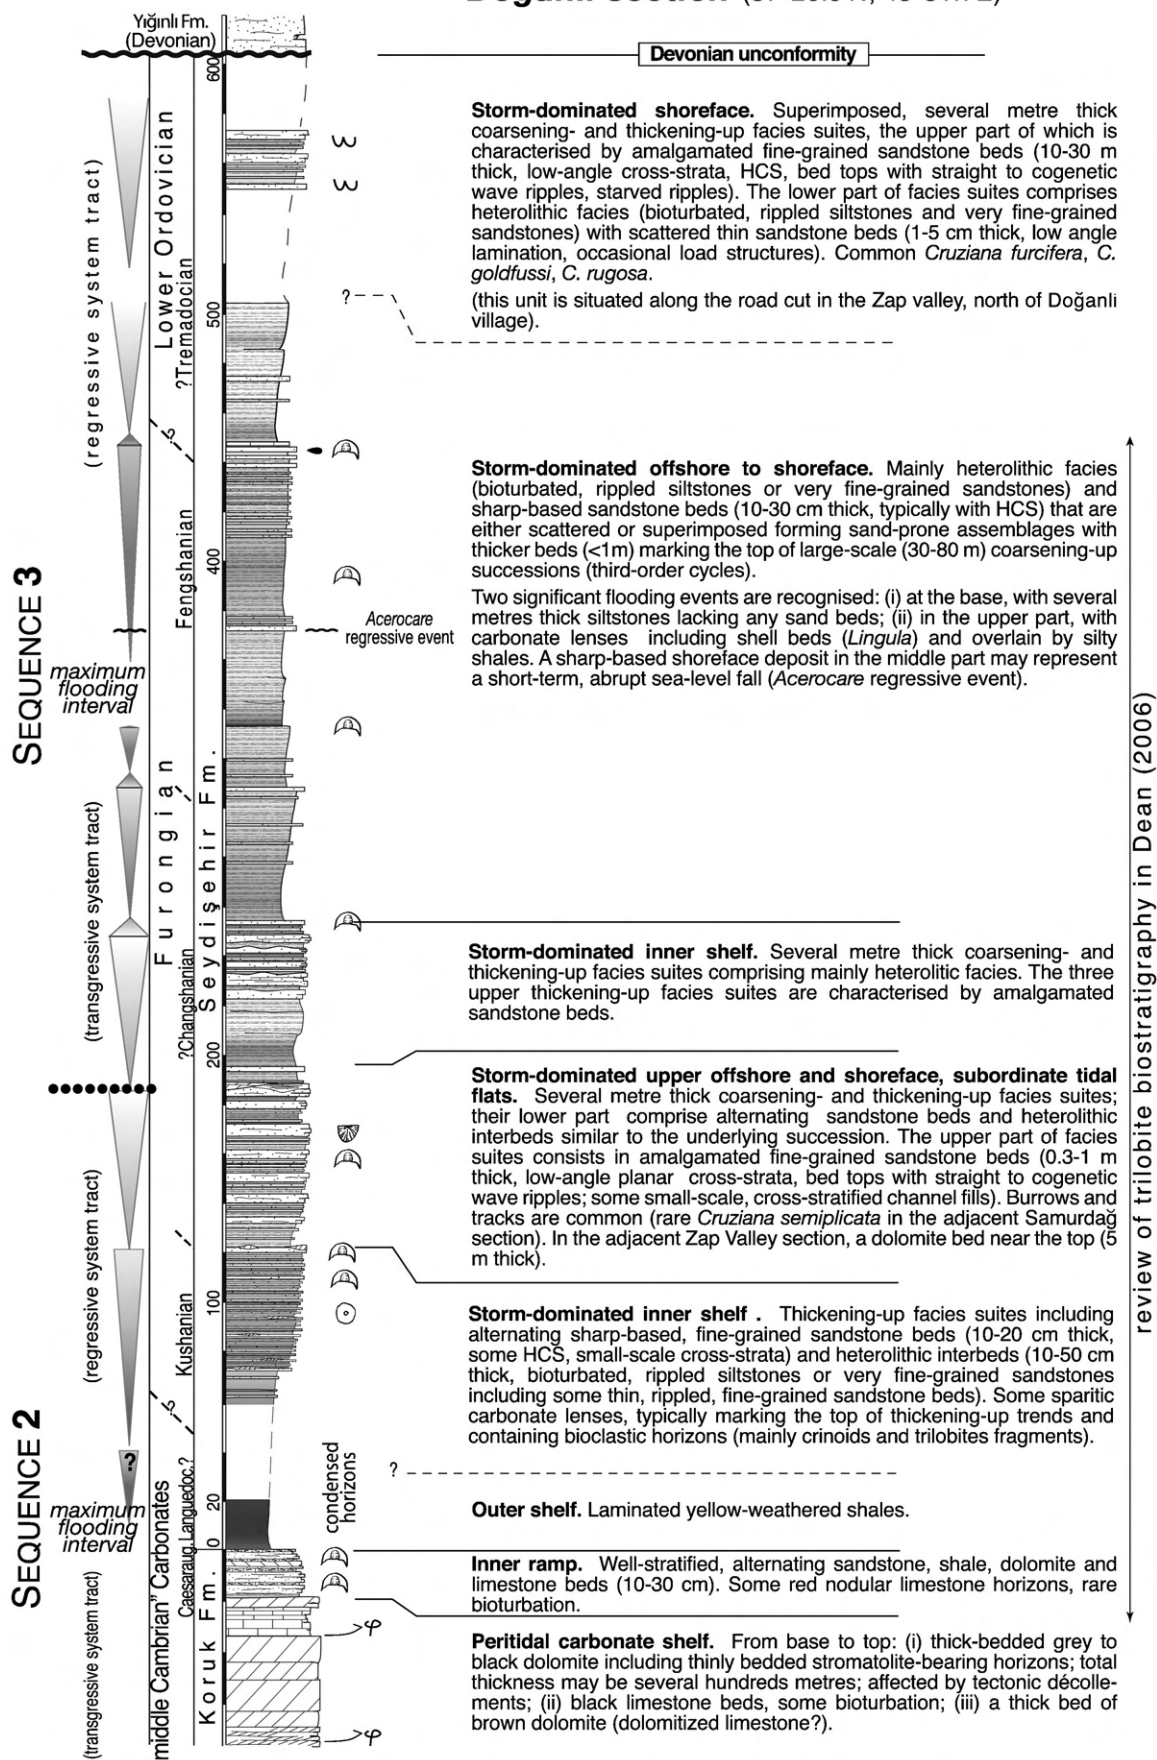 Yığınlı Fm.
(Devonian)
Devonian unconformity
600
500
400
200
100
20
0
SEQUENCE 3
SEQUENCE 2
(regressive system tract)
maximum
flooding
interval
(transgressive system tract)
(regressive system tract)
?
maximum
flooding
interval
(transgressive system tract)
Lower Ordovician
?Tremadocian
?
Fengshanian
Furongian
?Changshanian
Kushanian
?
"middle Cambrian" Carbonates
Caesaraug.
Languedoc.?
Seydişehir Fm.
Koruk Fm.
Acerocare
regressive event
condensed
horizons
?
?
Storm-dominated shoreface. Superimposed, several metre thick
coarsening- and thickening-up facies suites, the upper part of which is
characterised by amalgamated fine-grained sandstone beds (10-30 m
thick, low-angle cross-strata, HCS, bed tops with straight to cogenetic
wave ripples, starved ripples). The lower part of facies suites comprises
heterolithic facies (bioturbated, rippled siltstones and very fine-grained
sandstones) with scattered thin sandstone beds (1-5 cm thick, low angle
lamination, occasional load structures). Common Cruziana furcifera, C.
goldfussi, C. rugosa.
(this unit is situated along the road cut in the Zap valley, north of Doğanlı
village).
Storm-dominated offshore to shoreface. Mainly heterolithic facies
(bioturbated, rippled siltstones or very fine-grained sandstones) and
sharp-based sandstone beds (10-30 cm thick, typically with HCS) that are
either scattered or superimposed forming sand-prone assemblages with
thicker beds (<1m) marking the top of large-scale (30-80 m) coarsening-up
successions (third-order cycles).
Two significant flooding events are recognised: (i) at the base, with several
metres thick siltstones lacking any sand beds; (ii) in the upper part, with
carbonate lenses including shell beds (Lingula) and overlain by silty
shales. A sharp-based shoreface deposit in the middle part may represent
a short-term, abrupt sea-level fall (Acerocare regressive event).
Storm-dominated inner shelf. Several metre thick coarsening- and
thickening-up facies suites comprising mainly heterolitic facies. The three
upper thickening-up facies suites are characterised by amalgamated
sandstone beds.
Storm-dominated upper offshore and shoreface, subordinate tidal
flats. Several metre thick coarsening- and thickening-up facies suites;
their lower part comprise alternating sandstone beds and heterolithic
interbeds similar to the underlying succession. The upper part of facies
suites consists in amalgamated fine-grained sandstone beds (0.3-1 m
thick, low-angle planar cross-strata, bed tops with straight to cogenetic
wave ripples; some small-scale, cross-stratified channel fills). Burrows and
tracks are common (rare Cruziana semiplicata in the adjacent Samurdağ
section). In the adjacent Zap Valley section, a dolomite bed near the top (5
m thick).
Storm-dominated inner shelf . Thickening-up facies suites including
alternating sharp-based, fine-grained sandstone beds (10-20 cm thick,
some HCS, small-scale cross-strata) and heterolithic interbeds (10-50 cm
thick, bioturbated, rippled siltstones or very fine-grained sandstones
including some thin, rippled, fine-grained sandstone beds). Some sparitic
carbonate lenses, typically marking the top of thickening-up trends and
containing bioclastic horizons (mainly crinoids and trilobites fragments).
Outer shelf. Laminated yellow-weathered shales.
Inner ramp. Well-stratified, alternating sandstone, shale, dolomite and
limestone beds (10-30 cm). Some red nodular limestone horizons, rare
bioturbation.
Peritidal carbonate shelf. From base to top: (i) thick-bedded grey to
black dolomite including thinly bedded stromatolite-bearing horizons; total
thickness may be several hundreds metres; affected by tectonic décolle-
ments; (ii) black limestone beds, some bioturbation; (iii) a thick bed of
brown dolomite (dolomitized limestone?).
review of trilobite biostratigraphy in Dean (2006)